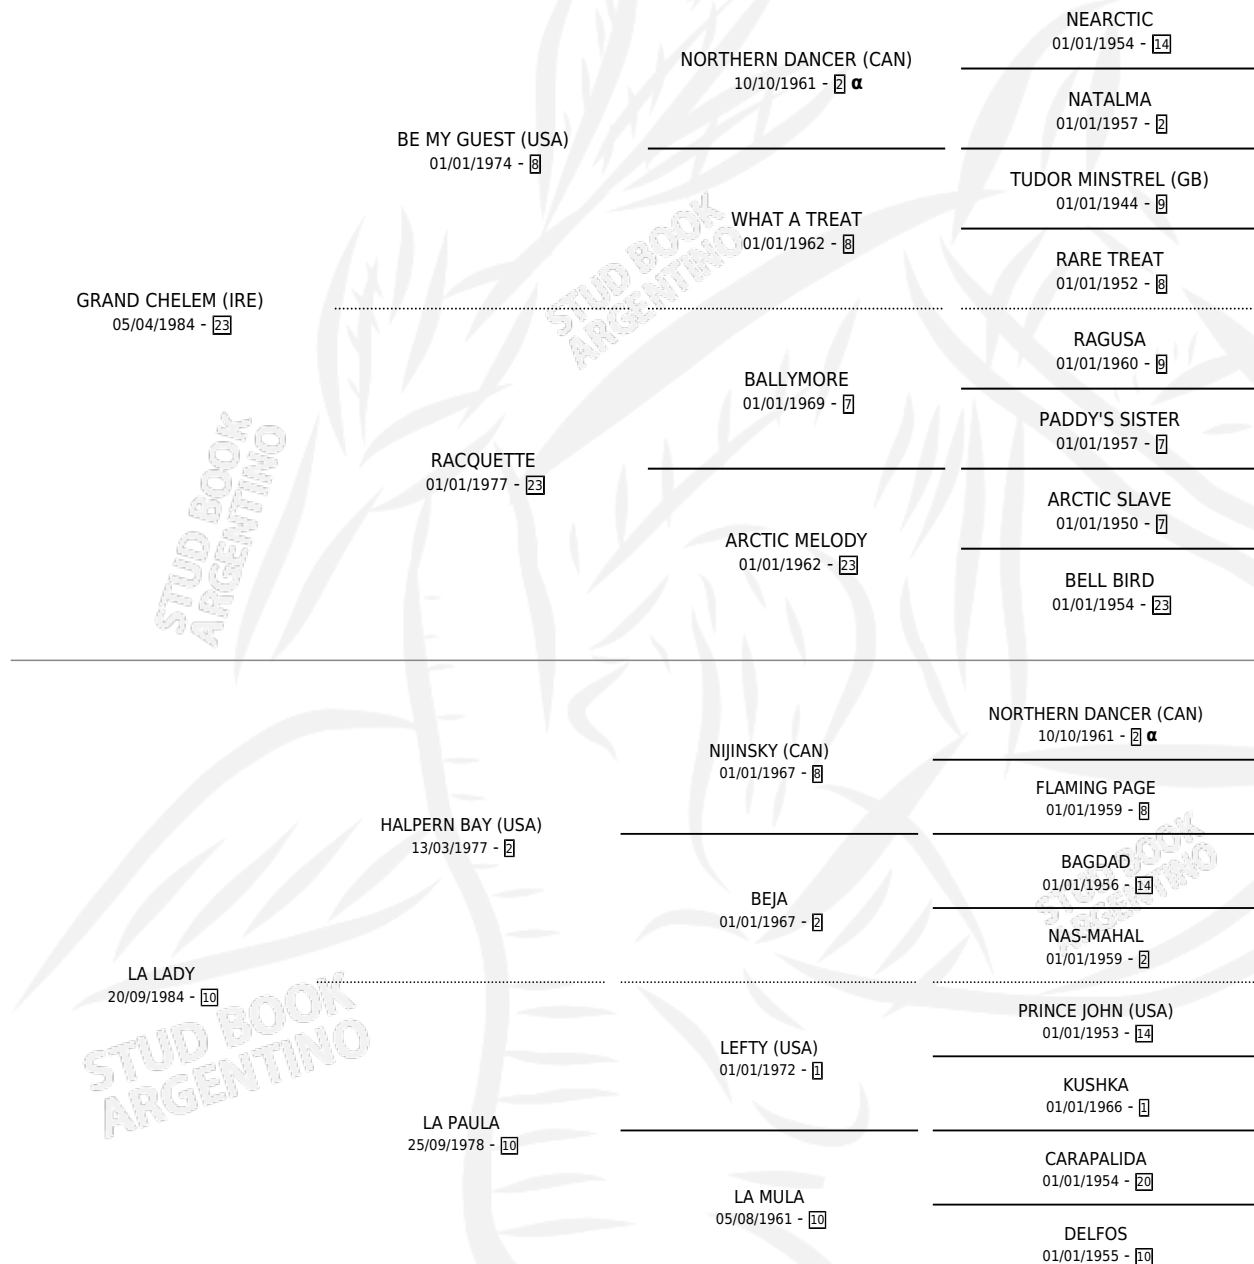 NEARCTIC
01/01/1954 - 14
NORTHERN DANCER (CAN)
10/10/1961 - 2 α
NATALMA
01/01/1957 - 2
BE MY GUEST (USA)
01/01/1974 - 8
TUDOR MINSTREL (GB)
01/01/1944 - 9
WHAT A TREAT
01/01/1962 - 8
RARE TREAT
01/01/1952 - 8
GRAND CHELEM (IRE)
05/04/1984 - 23
RAGUSA
01/01/1960 - 9
BALLYMORE
01/01/1969 - 7
PADDY'S SISTER
01/01/1957 - 7
RACQUETTE
01/01/1977 - 23
ARCTIC SLAVE
01/01/1950 - 7
ARCTIC MELODY
01/01/1962 - 23
BELL BIRD
01/01/1954 - 23
NORTHERN DANCER (CAN)
10/10/1961 - 2 α
NIJINSKY (CAN)
01/01/1967 - 8
FLAMING PAGE
01/01/1959 - 8
HALPERN BAY (USA)
13/03/1977 - 2
BAGDAD
01/01/1956 - 14
BEJA
01/01/1967 - 2
NAS-MAHAL
01/01/1959 - 2
LA LADY
20/09/1984 - 10
PRINCE JOHN (USA)
01/01/1953 - 14
LEFTY (USA)
01/01/1972 - 1
KUSHKA
01/01/1966 - 1
LA PAULA
25/09/1978 - 10
CARAPALIDA
01/01/1954 - 20
LA MULA
05/08/1961 - 10
DELFOS
01/01/1955 - 10
STUD BOOK
ARGENTINO
STUD BOOK
ARGENTINO
STUD BOOK
ARGENTINO
STUD BOOK
ARGENTINO